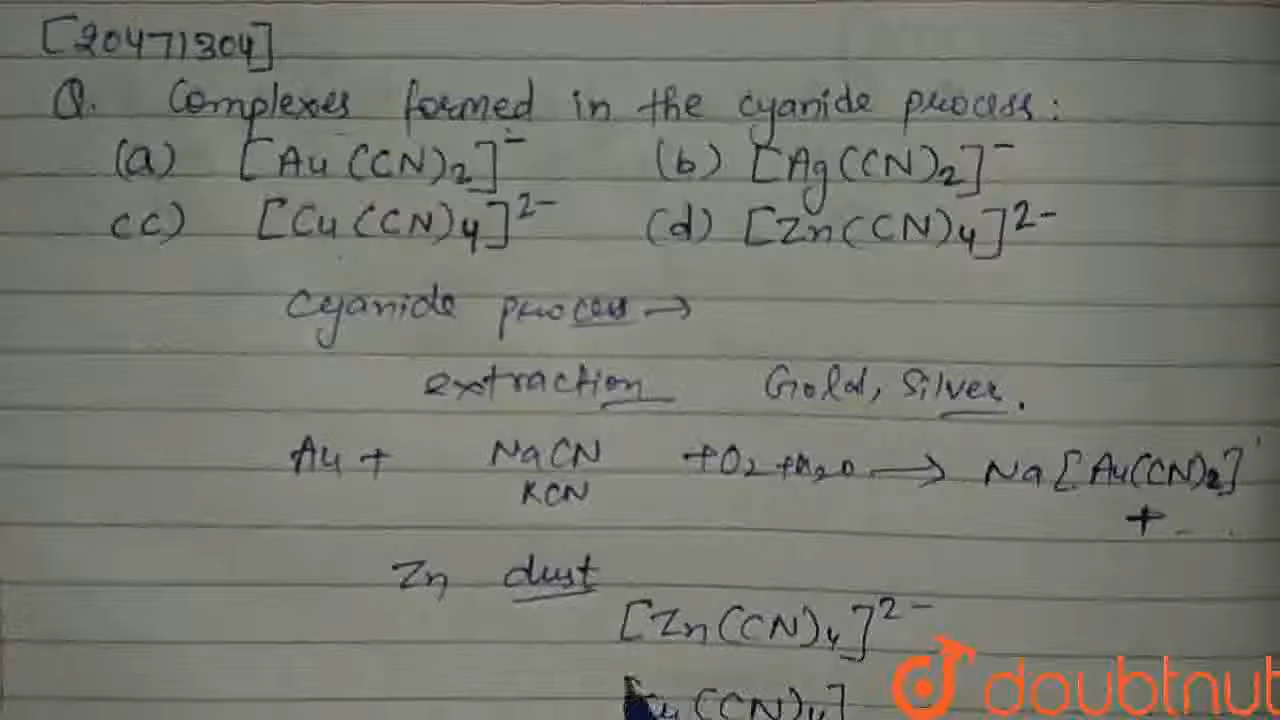 [20471304]
Q. Complexes formed in the cyanide process:
(a) [Au(CN)2]⁻ (b) [Ag(CN)2]⁻
(c) [Cu(CN)4]²⁻ (d) [Zn(CN)4]²⁻
Cyanide process →
extraction Gold, Silver.
Au + NaCN + O2 + H2O → Na[Au(CN)2]
KCN + ...
Zn dust
[Zn(CN)4]²⁻
(CN)4]
doubtnut